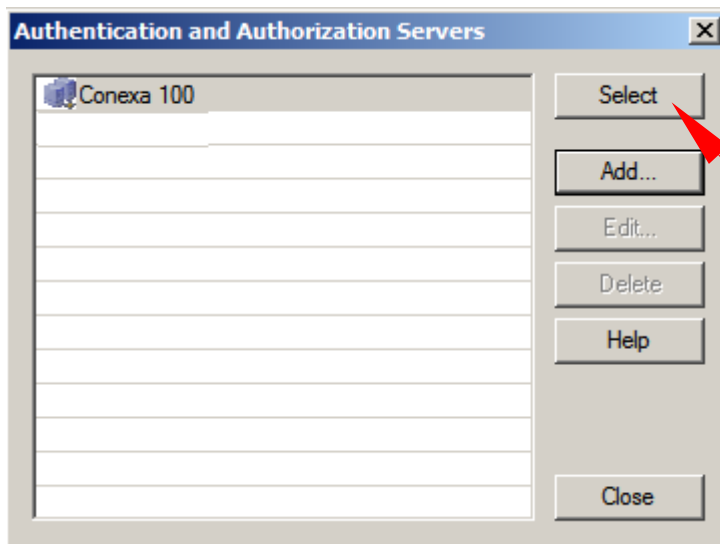 Authentication and Authorization Servers
Conexa 100
Select
Add...
Edit...
Delete
Help
Close